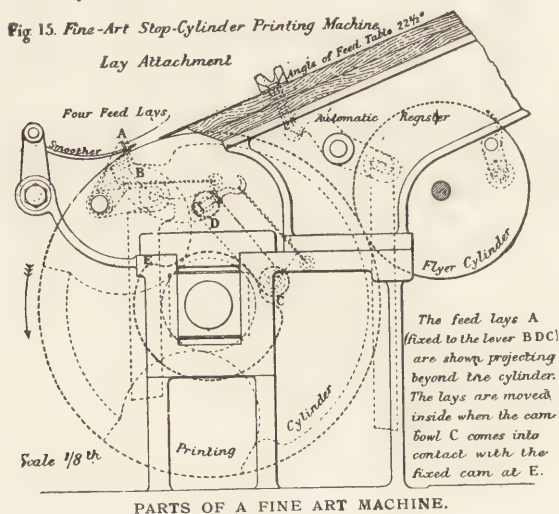 Fig. 15. Fine-Art Stop-Cylinder Printing Machine
Lay Attachment
Angle of Feed Table 22½°
Four Feed Lays
A
Smoother
B
Automatic Register
D
E
C
Flyer Cylinder
Cylinder
Printing
Scale 1/8th
The feed lays A
(fixed to the lever BDC)
are shown projecting
beyond the cylinder.
The lays are moved
inside when the cam
bowl C comes into
contact with the
fixed cam at E.
PARTS OF A FINE ART MACHINE.